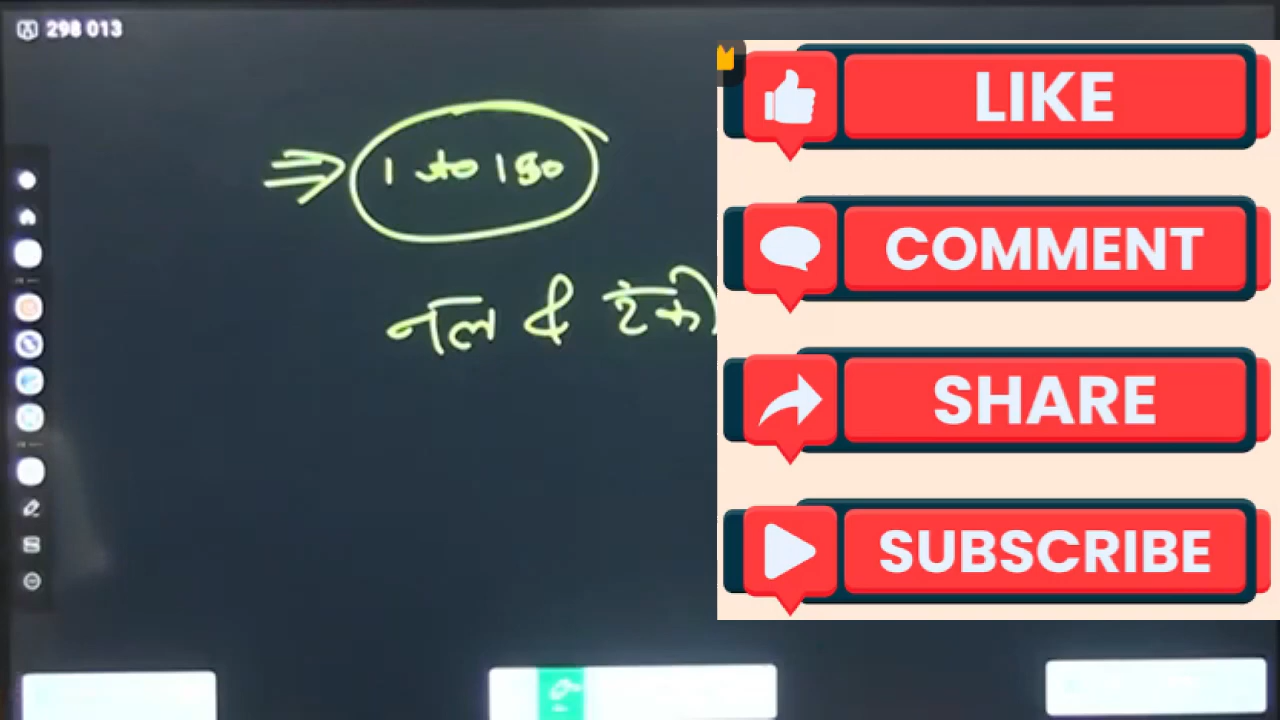 298 013
1 to 150
नल & टंकी
LIKE
COMMENT
SHARE
SUBSCRIBE